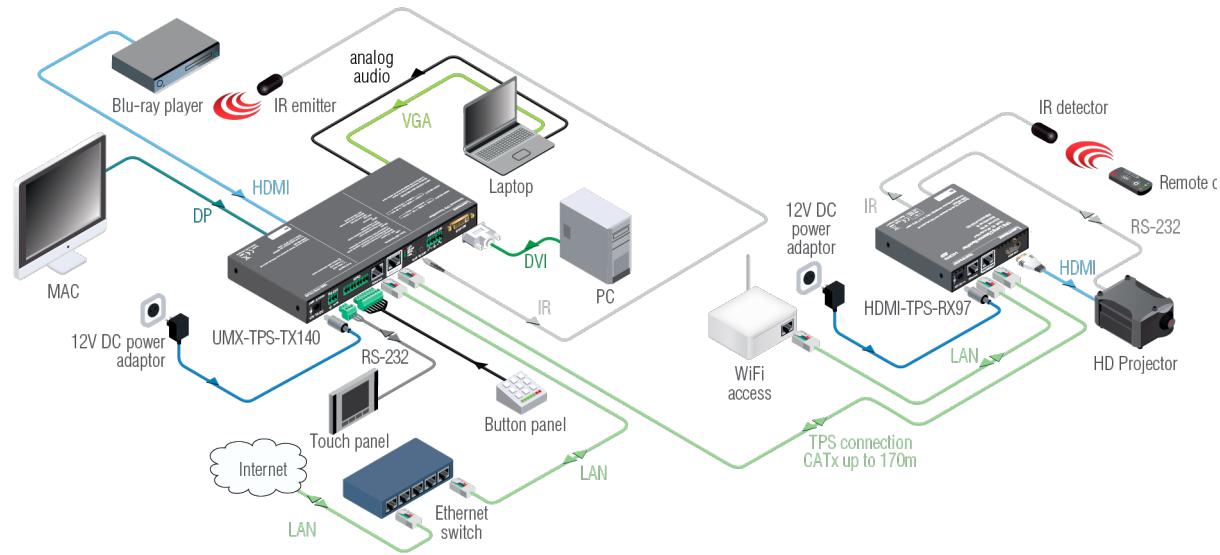 analog
audio
Blu-ray player
IR emitter
IR detector
VGA
Laptop
Remote c
HDMI
DP
IR
RS-232
12V DC
power
adaptor
MAC
DVI
PC
HDMI
HDMI-TPS-RX97
IR
UMX-TPS-TX140
12V DC power
adaptor
RS-232
LAN
HD Projector
WiFi
access
Button panel
Touch panel
TPS connection
CATx up to 170m
Internet
LAN
Ethernet
switch
LAN